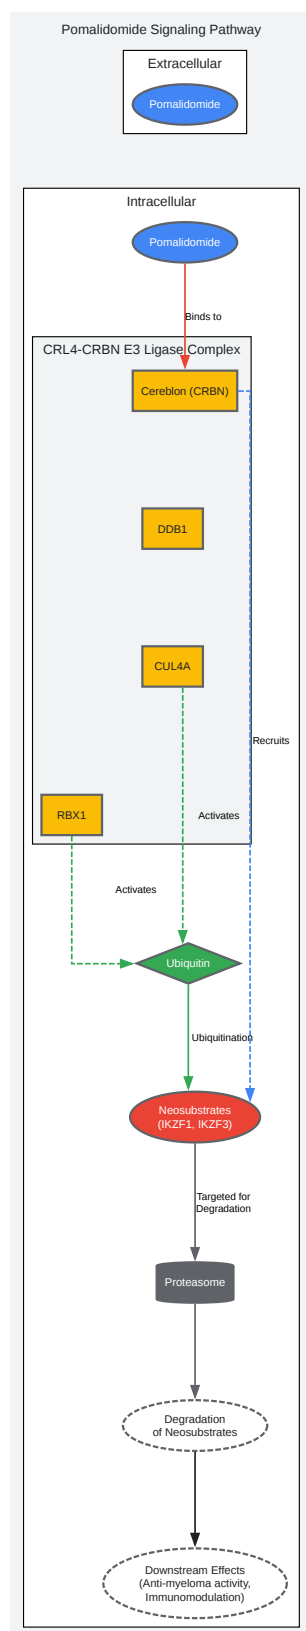 Pomalidomide Signaling Pathway
Extracellular
Pomalidomide
Intracellular
Pomalidomide
Binds to
CRL4-CRBN E3 Ligase Complex
Cereblon (CRBN)
DDB1
CUL4A
Recruits
RBX1
Activates
Activates
Ubiquitin
Ubiquitination
Neosubstrates
(IKZF1, IKZF3)
Targeted for
Degradation
Proteasome
Degradation
of Neosubstrates
Downstream Effects
(Anti-myeloma activity,
Immunomodulation)